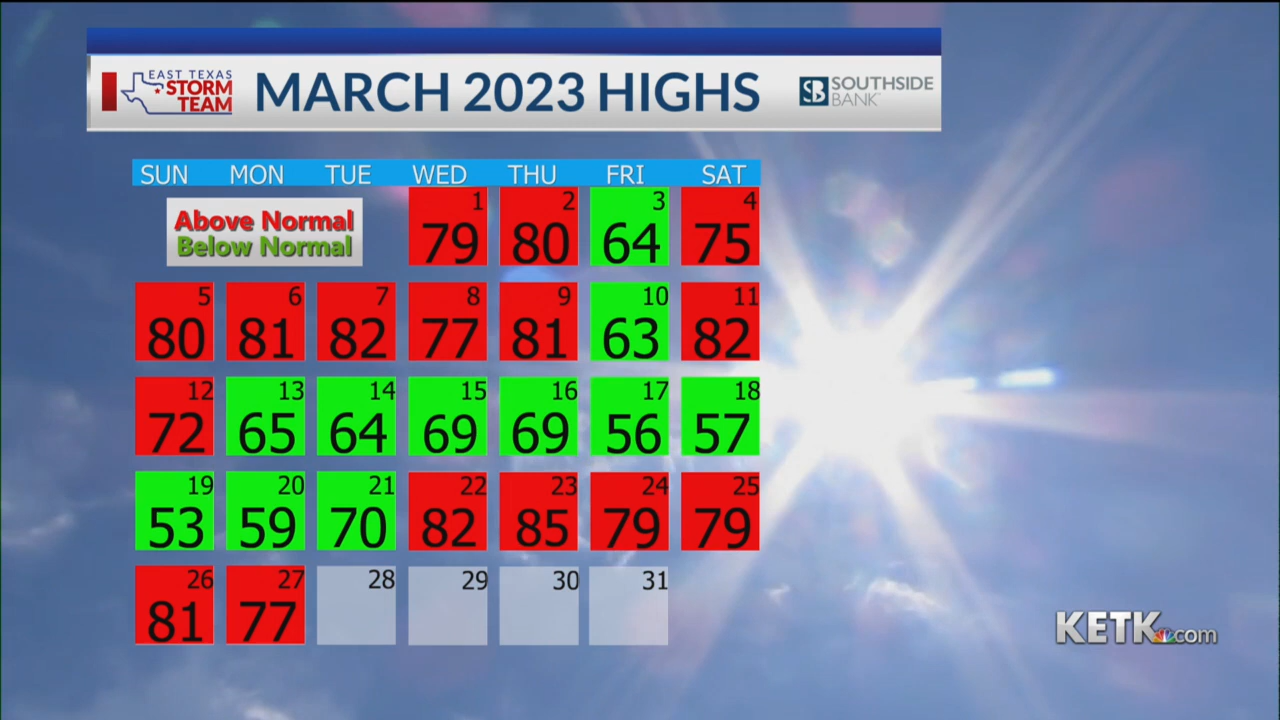 EAST TEXAS
STORM
TEAM
MARCH 2023 HIGHS
SB SOUTHSIDE
BANK
SUN MON TUE WED THU FRI SAT
Above Normal
Below Normal
1 2 3 4
79 80 64 75
5 6 7 8 9 10 11
80 81 82 77 81 63 82
12 13 14 15 16 17 18
72 65 64 69 69 56 57
19 20 21 22 23 24 25
53 59 70 82 85 79 79
26 27 28 29 30 31
81 77
KETK.com